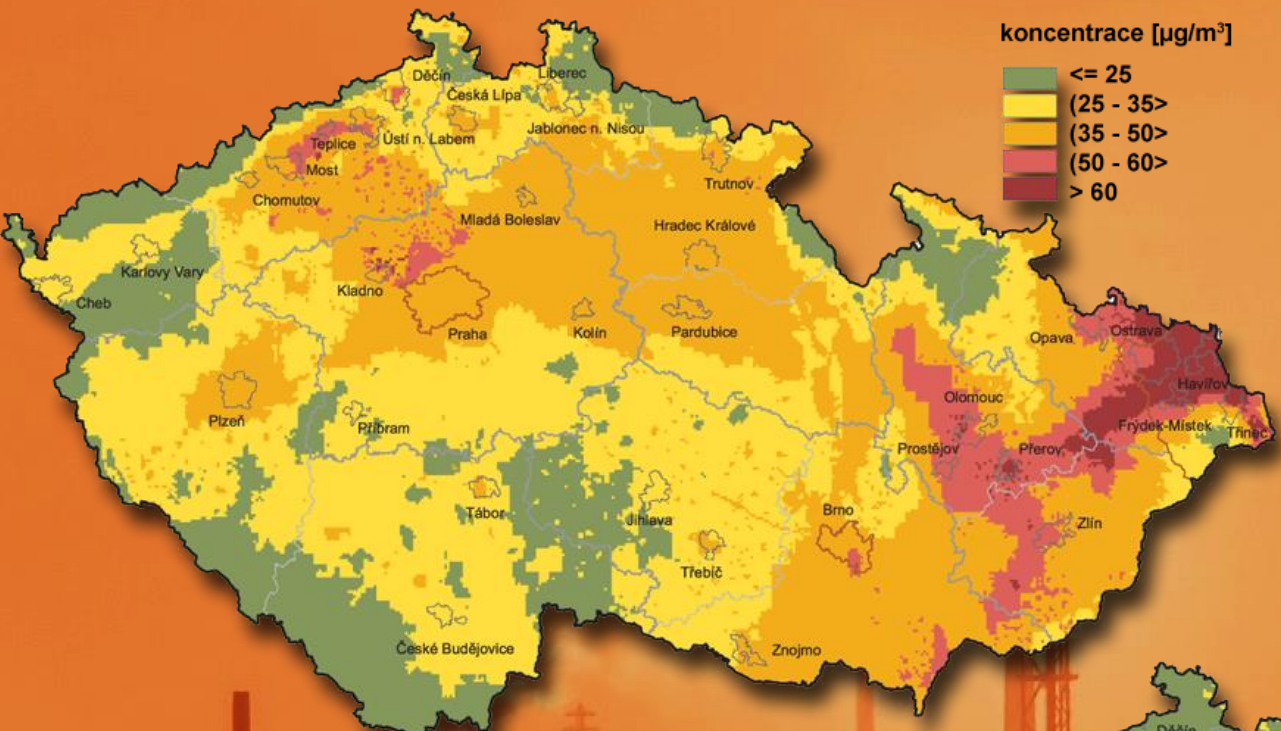 koncentrace [µg/m³]
<= 25
(25 - 35>
(35 - 50>
(50 - 60>
> 60
Děčín
Liberec
Česká Lípa
Teplice
Ústí n. Labem
Jablonec n. Nisou
Most
Chomutov
Trutnov
Mladá Boleslav
Hradec Králové
Karlovy Vary
Kladno
Cheb
Praha
Kolín
Pardubice
Opava
Ostrava
Havířov
Plzeň
Příbram
Olomouc
Frýdek-Místek
Třinec
Prostějov
Přerov
Tábor
Jihlava
Brno
Zlín
Třebíč
České Budějovice
Znojmo
Děčín